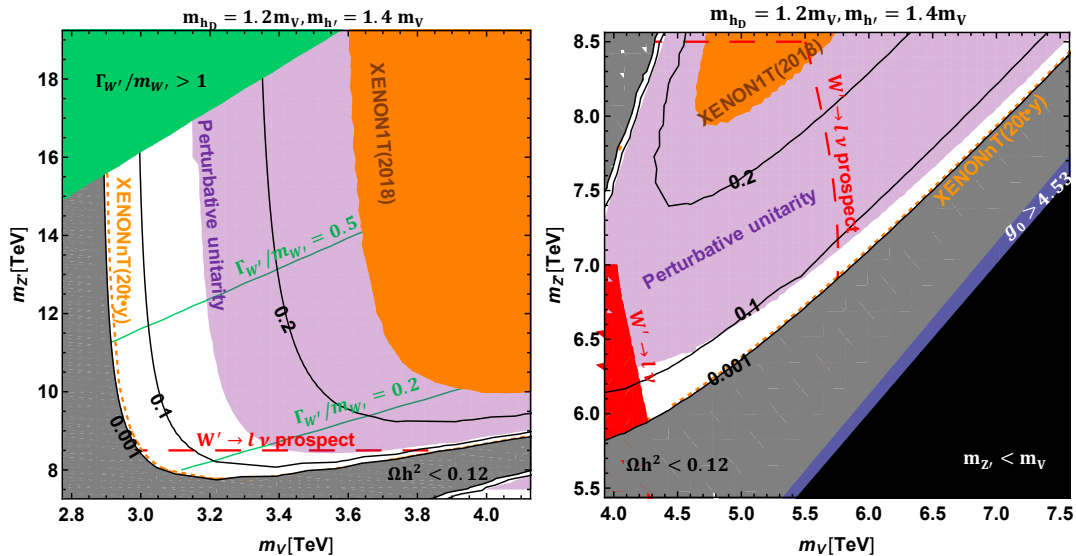 m_{h_D} = 1.2m_V, m_{h'} = 1.4 m_V
Γ_{W'}/m_{W'} > 1
XENON1T(2018)
Perturbative unitarity
XENONnT(20t•y)
Γ_{W'}/m_{W'} = 0.5
0.2
Γ_{W'}/m_{W'} = 0.2
0.1
0.001
W' → l ν prospect
Ωh² < 0.12
m_{Z'}[TeV]
18
16
14
12
10
8
2.8 3.0 3.2 3.4 3.6 3.8 4.0
m_V[TeV]
m_{h_D} = 1.2m_V, m_{h'} = 1.4m_V
XENON1T(2018)
W' → l ν prospect
0.2
XENONnT(20t•y)
Perturbative unitarity
g_0 > 4.53
0.1
W' → l ν
0.001
Ωh² < 0.12
m_{Z'} < m_V
m_{Z'}[TeV]
8.5
8.0
7.5
7.0
6.5
6.0
5.5
4.0 4.5 5.0 5.5 6.0 6.5 7.0 7.5
m_V[TeV]